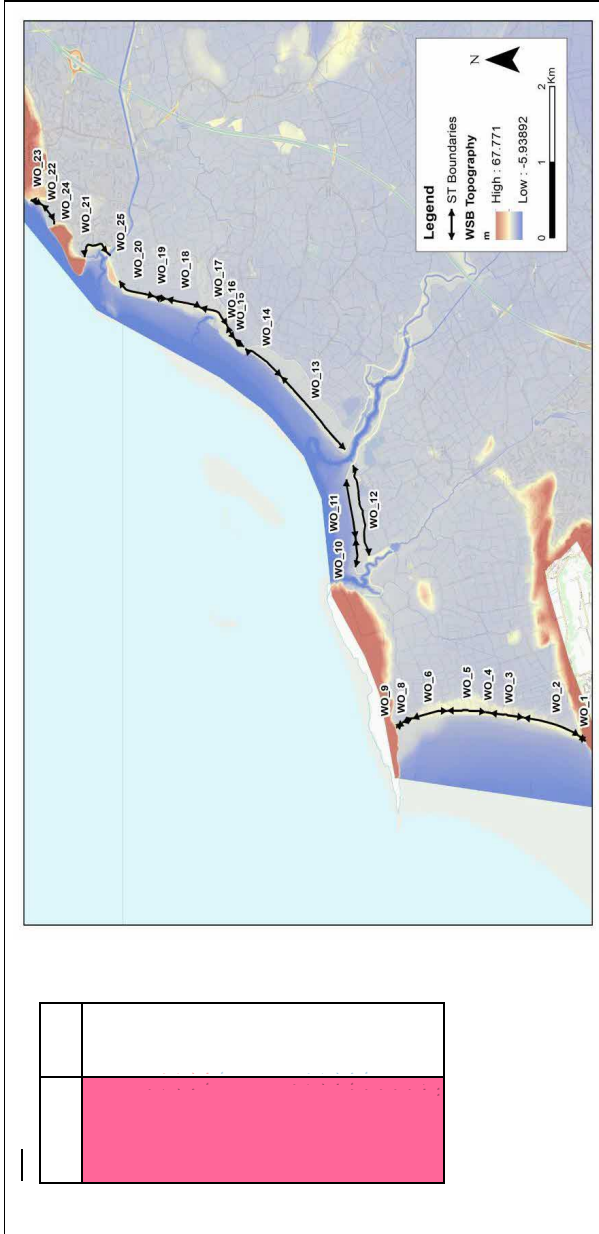 WO_23
WO_22
WO_24
WO_21
WO_25
WO_20
WO_19
WO_18
WO_17
WO_16
WO_15
WO_14
WO_13
WO_12
WO_11
WO_10
WO_9
WO_8
WO_6
WO_5
WO_4
WO_3
WO_2
WO_1
N
Legend
ST Boundaries
WSB Topography
m
High : 67.771
Low : -5.93892
0 1 2
Km